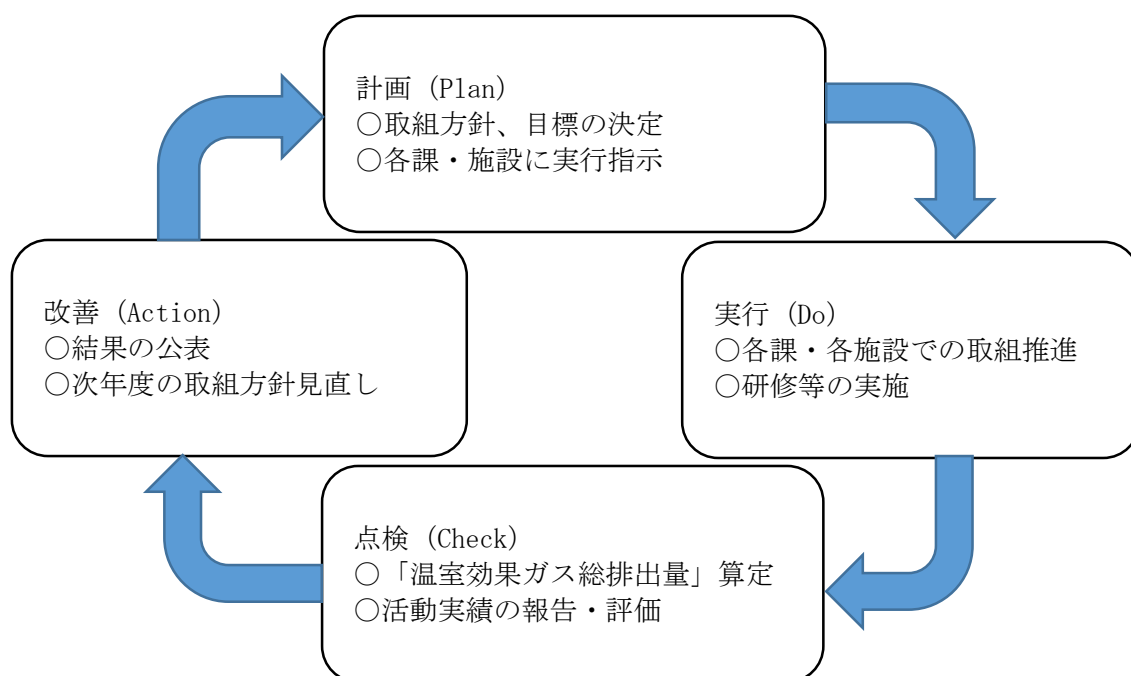 計画 (Plan)
○取組方針、目標の決定
○各課・施設に実行指示
実行 (Do)
○各課・各施設での取組推進
○研修等の実施
点検 (Check)
○「温室効果ガス総排出量」算定
○活動実績の報告・評価
改善 (Action)
○結果の公表
○次年度の取組方針見直し